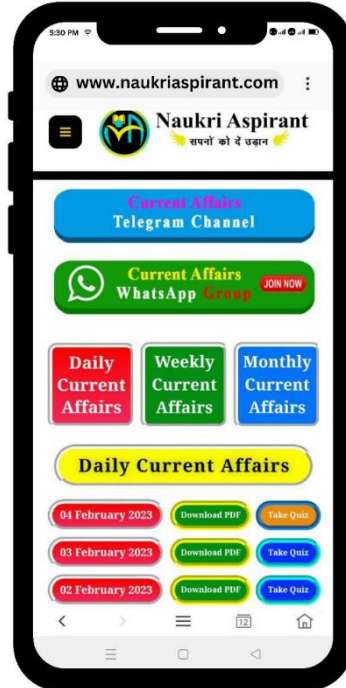 5:30 PM
www.naukriaspirant.com
Naukri Aspirant
सपनों को दें उड़ान
Current Affairs
Telegram Channel
Current Affairs
WhatsApp Group
JOIN NOW
Daily
Current
Affairs
Weekly
Current
Affairs
Monthly
Current
Affairs
Daily Current Affairs
04 February 2023 Download PDF Take Quiz
03 February 2023 Download PDF Take Quiz
02 February 2023 Download PDF Take Quiz
12